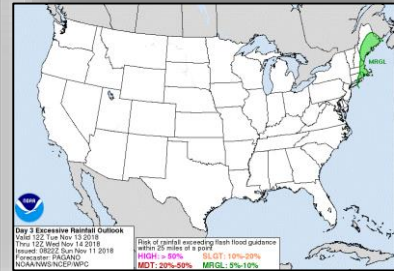 MRGL
NOAA
Day 3 Excessive Rainfall Outlook
Valid 12Z Tue Nov 13 2018
Thru 12Z Wed Nov 14 2018
Issued: 0822Z Sun Nov 11 2018
Forecaster: PAGANO
NOAA/NWS/NCEP/WPC
Risk of rainfall exceeding flash flood guidance
within 25 miles of a point
HIGH: > 50% SLGT: 10%-20%
MDT: 20%-50% MRGL: 5%-10%